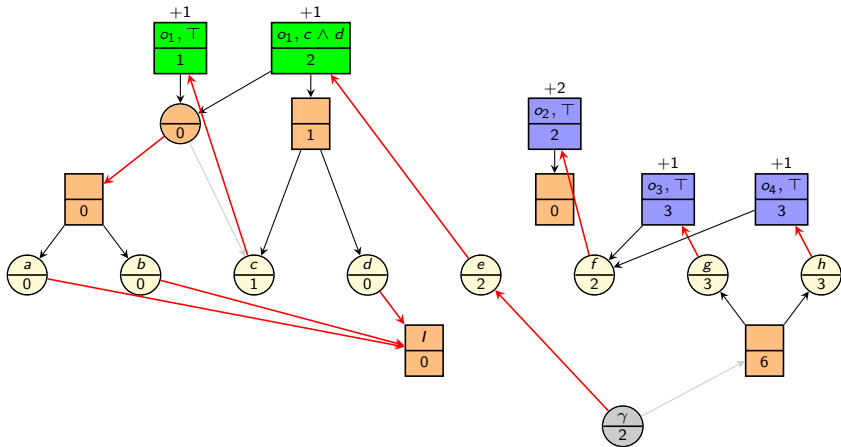 +1 +1
o₁, ⊤ o₁, c ∧ d
1 2
+2
o₂, ⊤
2
0
1
+1 +1
o₃, ⊤ o₄, ⊤
3 3
0 0
a b c d e f g h
0 0 1 0 2 2 3 3
I
0 6
γ
2